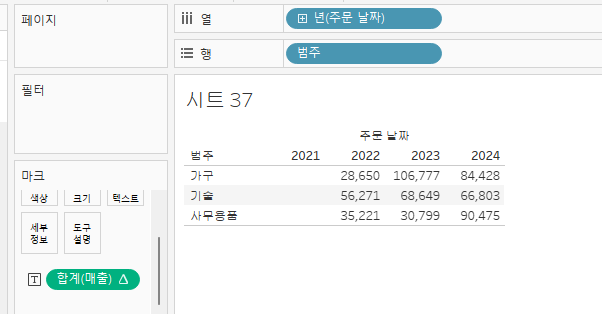 페이지
열
년(주문 날짜)
행
범주
필터
시트 37
주문 날짜
범주 2021 2022 2023 2024
가구 28,650 106,777 84,428
기술 56,271 68,649 66,803
사무용품 35,221 30,799 90,475
마크
색상 크기 텍스트
세부 정보
도구 설명
T 합계(매출) Δ